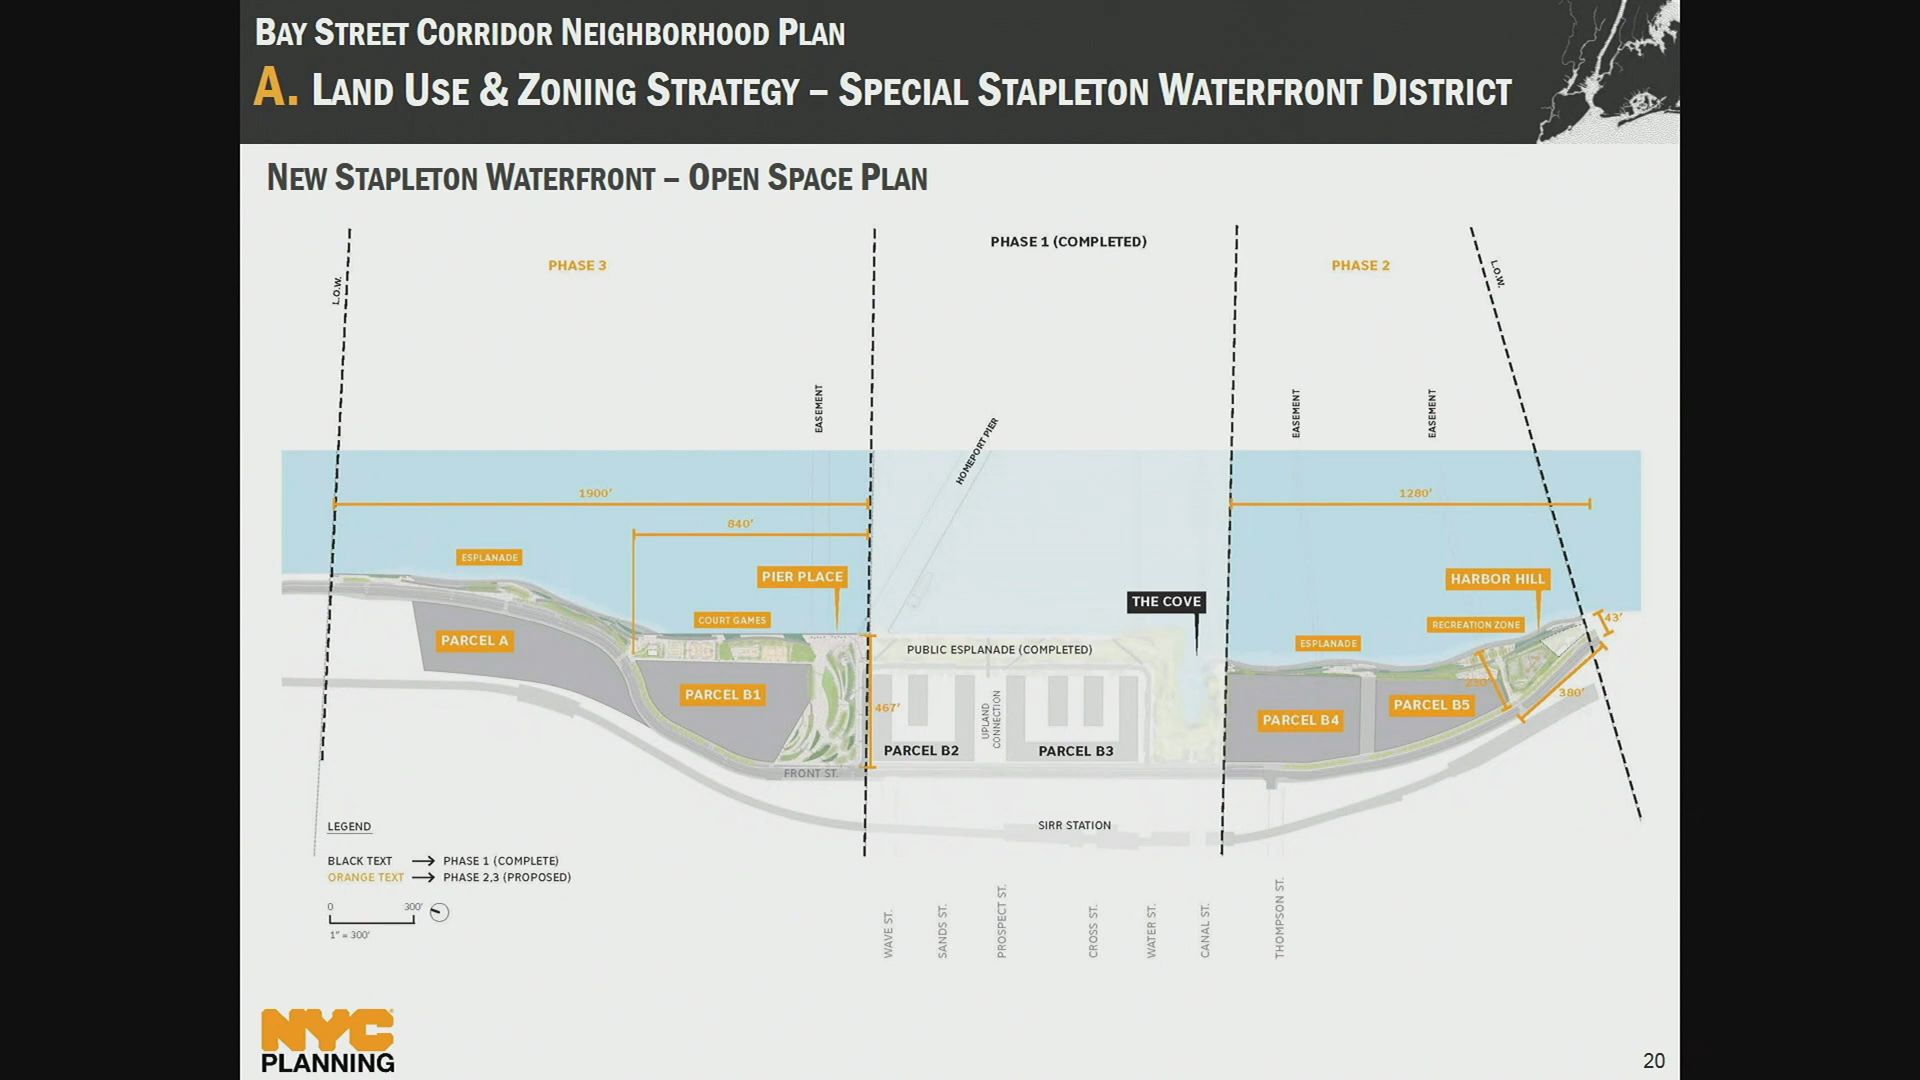 BAY STREET CORRIDOR NEIGHBORHOOD PLAN
A. LAND USE & ZONING STRATEGY – SPECIAL STAPLETON WATERFRONT DISTRICT
NEW STAPLETON WATERFRONT – OPEN SPACE PLAN
PHASE 1 (COMPLETED)
PHASE 3
PHASE 2
L.O.W.
L.O.W.
EASEMENT
EASEMENT
EASEMENT
HOMEPORT PIER
1900'
1280'
840'
ESPLANADE
PIER PLACE
HARBOR HILL
THE COVE
COURT GAMES
RECREATION ZONE
43'
PARCEL A
PUBLIC ESPLANADE (COMPLETED)
ESPLANADE
PARCEL B1
380'
467'
UPLAND
CONNECTION
PARCEL B5
PARCEL B4
PARCEL B2
PARCEL B3
FRONT ST.
SIRR STATION
LEGEND
BLACK TEXT → PHASE 1 (COMPLETE)
ORANGE TEXT → PHASE 2,3 (PROPOSED)
0 300'
1" = 300'
WAVE ST.
SANDS ST.
PROSPECT ST.
CROSS ST.
WATER ST.
CANAL ST.
THOMPSON ST.
NYC
PLANNING
20